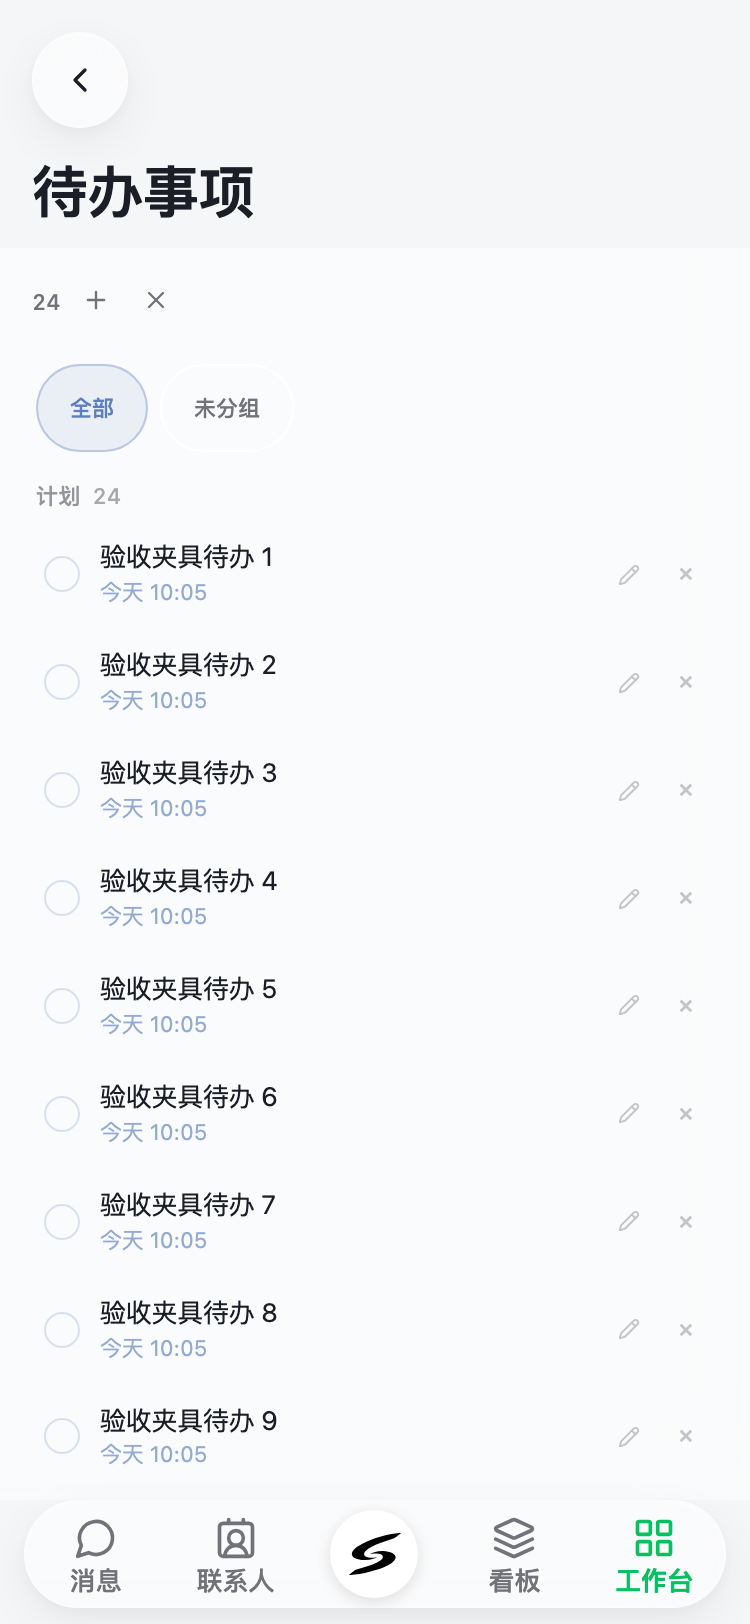 待办事项
24
全部 未分组
计划 24
验收夹具待办 1
今天 10:05
验收夹具待办 2
今天 10:05
验收夹具待办 3
今天 10:05
验收夹具待办 4
今天 10:05
验收夹具待办 5
今天 10:05
验收夹具待办 6
今天 10:05
验收夹具待办 7
今天 10:05
验收夹具待办 8
今天 10:05
验收夹具待办 9
今天 10:05
消息 联系人 看板 工作台